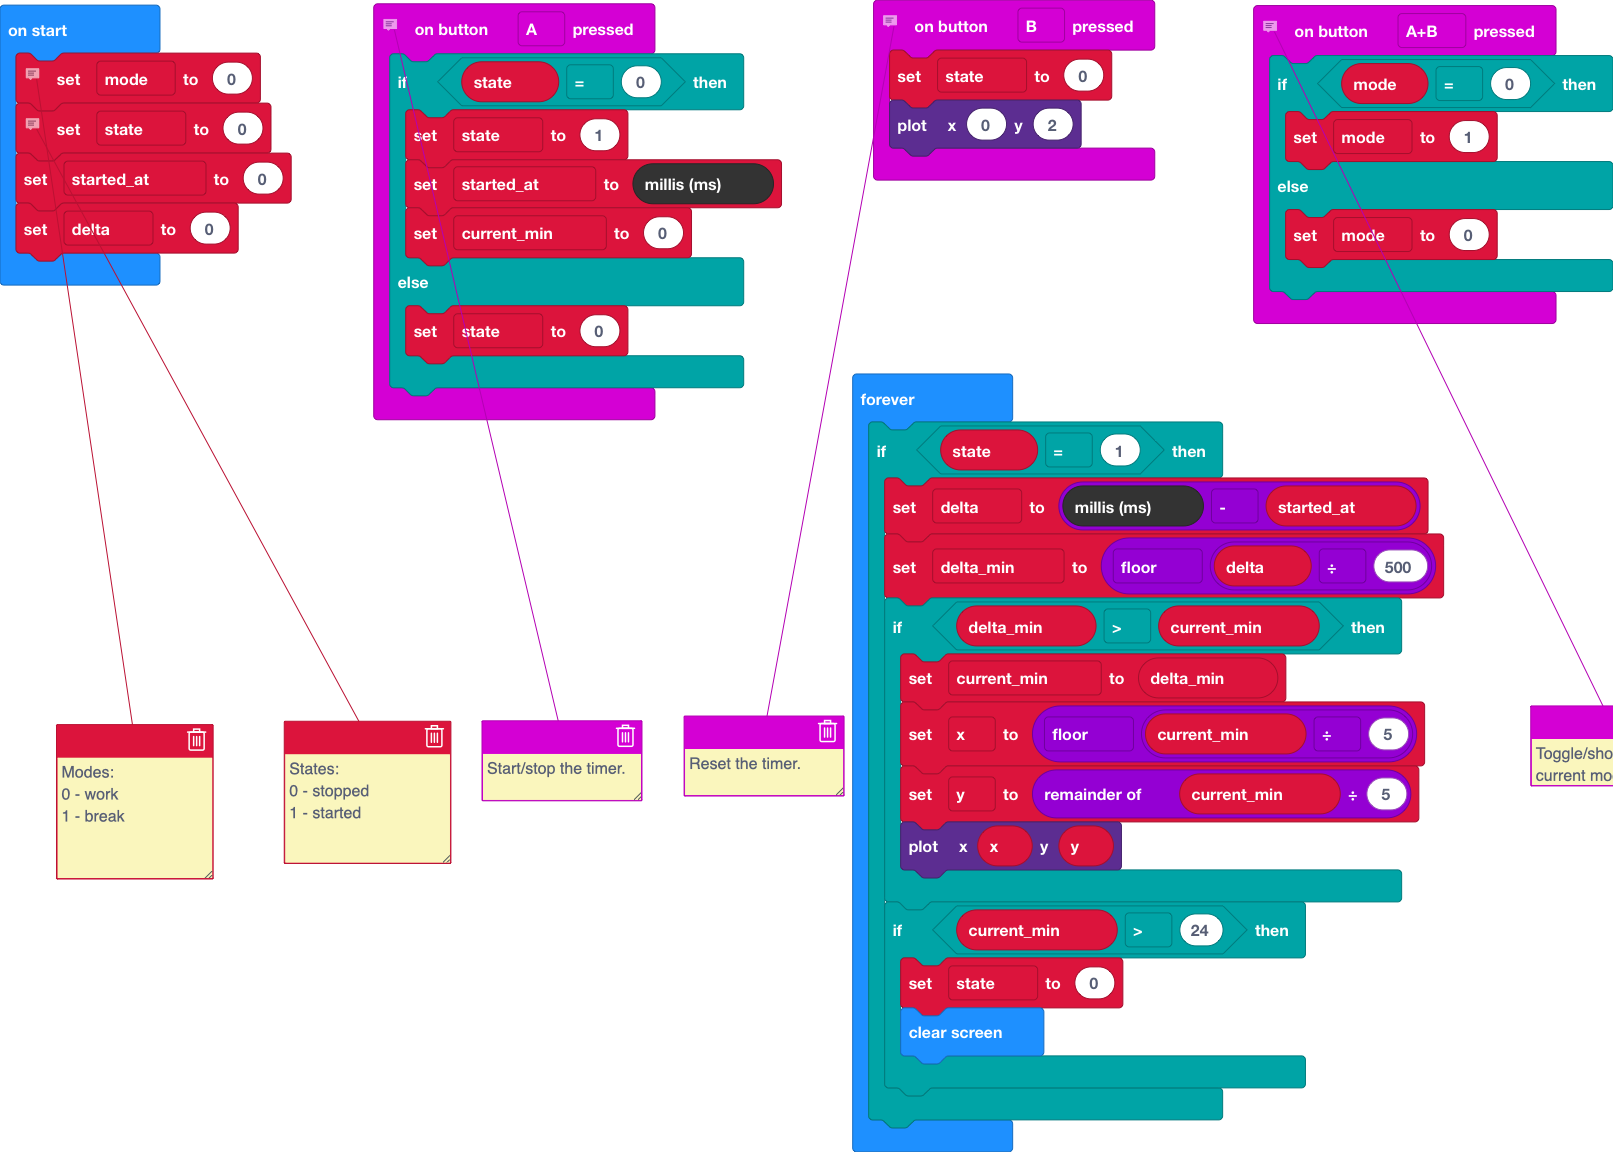 on start
set mode to 0
set state to 0
set started_at to 0
set delta to 0
on button A pressed
if state = 0 then
set state to 1
set started_at to millis (ms)
set current_min to 0
else
set state to 0
on button B pressed
set state to 0
plot x 0 y 2
on button A+B pressed
if mode = 0 then
set mode to 1
else
set mode to 0
forever
if state = 1 then
set delta to millis (ms) - started_at
set delta_min to floor delta ÷ 500
if delta_min > current_min then
set current_min to delta_min
set x to floor current_min ÷ 5
set y to remainder of current_min ÷ 5
plot x x y y
if current_min > 24 then
set state to 0
clear screen
Modes:
0 - work
1 - break
States:
0 - stopped
1 - started
Start/stop the timer.
Reset the timer.
Toggle/sho
current mo